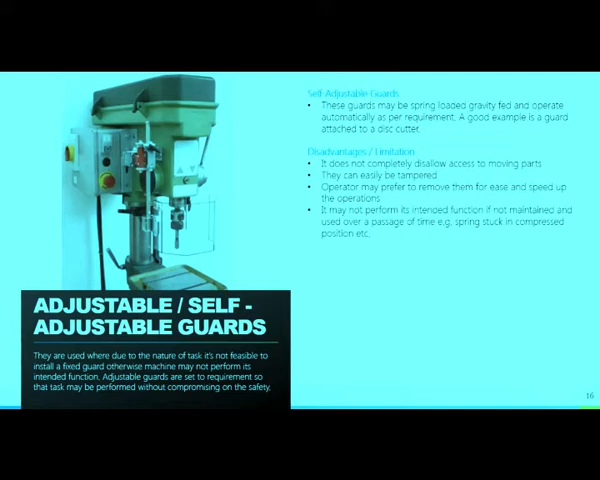 Self-Adjustable Guards
• These guards may be spring loaded gravity fed and operate
automatically as per requirement. A good example is a guard
attached to a disc cutter.
Disadvantages / Limitation
• It does not completely disallow access to moving parts
• They can easily be tampered
• Operator may prefer to remove them for ease and speed up
the operations
• It may not perform its intended function if not maintained and
used over a passage of time e.g. spring stuck in compressed
position etc.
ADJUSTABLE / SELF -
ADJUSTABLE GUARDS
They are used where due to the nature of task it's not feasible to
install a fixed guard otherwise machine may not perform its
intended function. Adjustable guards are set to requirement so
that task may be performed without compromising on the safety.
16